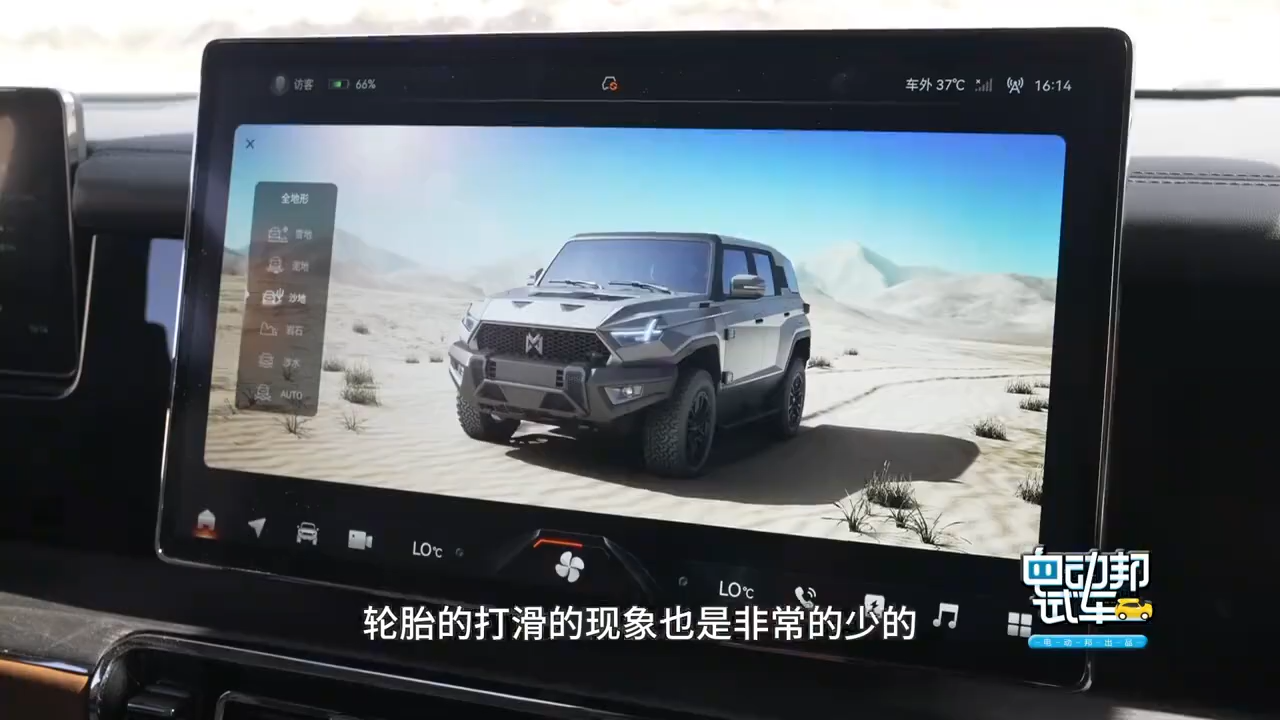 访客 66% 车外 37℃ 16:14
全地形
雪地
泥地
沙地
岩石
涉水
AUTO
LO℃ LO℃
轮胎的打滑的现象也是非常的少的
电动邦
试车
电动邦出品